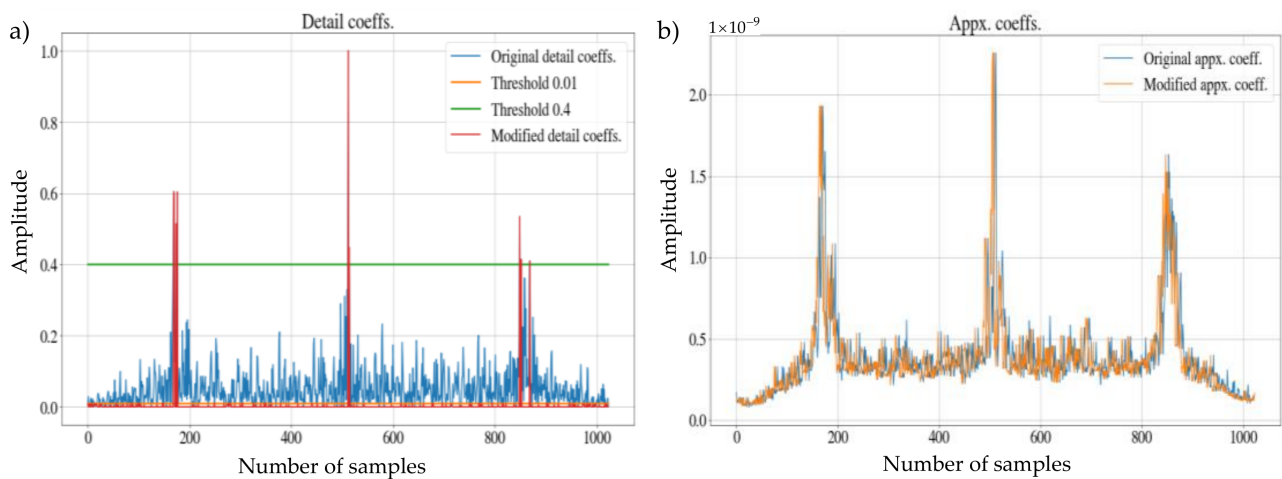 a)
Detail coeffs.
Original detail coeffs.
Threshold 0.01
Threshold 0.4
Modified detail coeffs.
1.0
0.8
0.6
0.4
0.2
0.0
Amplitude
0 200 400 600 800 1000
Number of samples
b)
1×10⁻⁹
Appx. coeffs.
Original appx. coeff.
Modified appx. coeff.
2.0
1.5
1.0
0.5
0.0
Amplitude
0 200 400 600 800 1000
Number of samples